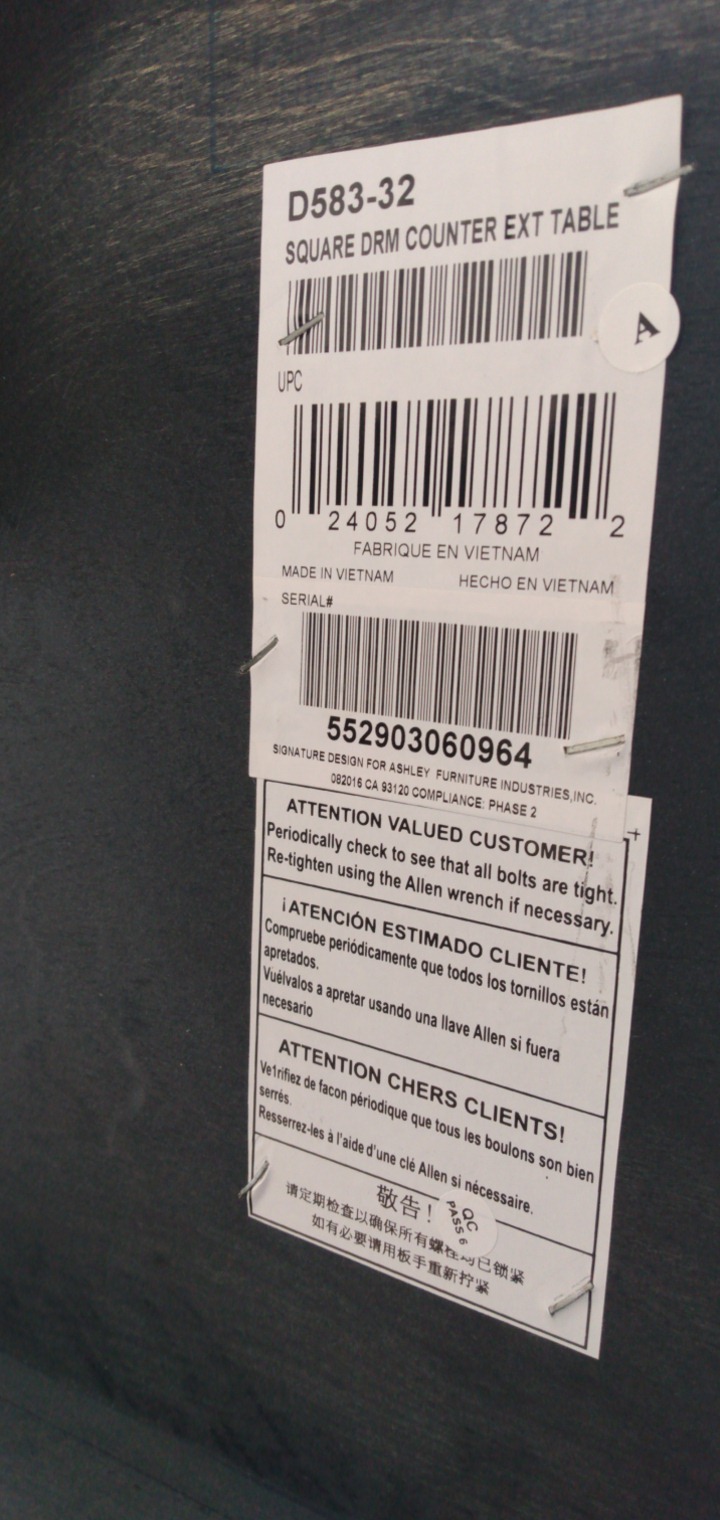 D583-32
SQUARE DRM COUNTER EXT TABLE
A
UPC
0 24052 17872 2
FABRIQUE EN VIETNAM
MADE IN VIETNAM HECHO EN VIETNAM
SERIAL#
552903060964
SIGNATURE DESIGN FOR ASHLEY FURNITURE INDUSTRIES,INC.
082016 CA 93120 COMPLIANCE: PHASE 2
ATTENTION VALUED CUSTOMER!
Periodically check to see that all bolts are tight.
Re-tighten using the Allen wrench if necessary.
¡ATENCIÓN ESTIMADO CLIENTE!
Compruebe periódicamente que todos los tornillos están
apretados.
Vuélvalos a apretar usando una llave Allen si fuera
necesario
ATTENTION CHERS CLIENTS!
Ve1rifiez de facon périodique que tous les boulons son bien
serrés.
Resserrez-les à l'aide d'une clé Allen si nécessaire.
敬告!
QC
PASS 6
请定期检查以确保所有螺栓均已锁紧
如有必要请用板手重新拧紧